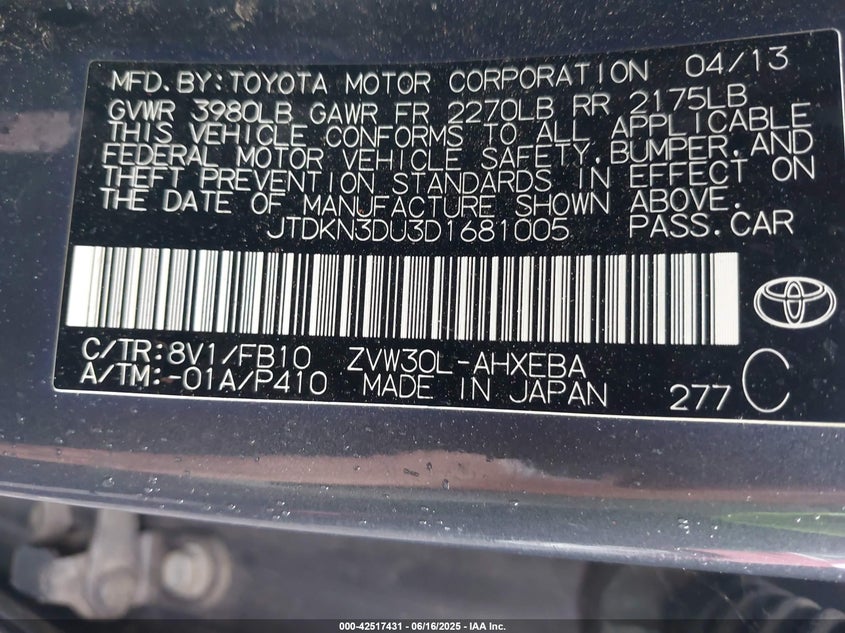 MFD. BY: TOYOTA MOTOR CORPORATION 04/13
GVWR 3980LB GAWR FR 2270LB RR 2175LB
THIS VEHICLE CONFORMS TO ALL APPLICABLE
FEDERAL MOTOR VEHICLE SAFETY, BUMPER, AND
THEFT PREVENTION STANDARDS IN EFFECT ON
THE DATE OF MANUFACTURE SHOWN ABOVE.
JTDKN3DU3D1681005 PASS. CAR
C/TR: 8V1/FB10 ZVW30L-AHXEBA
A/TM: -01A/P410 MADE IN JAPAN 277 C
000-42517431 - 06/16/2025 - IAA Inc.